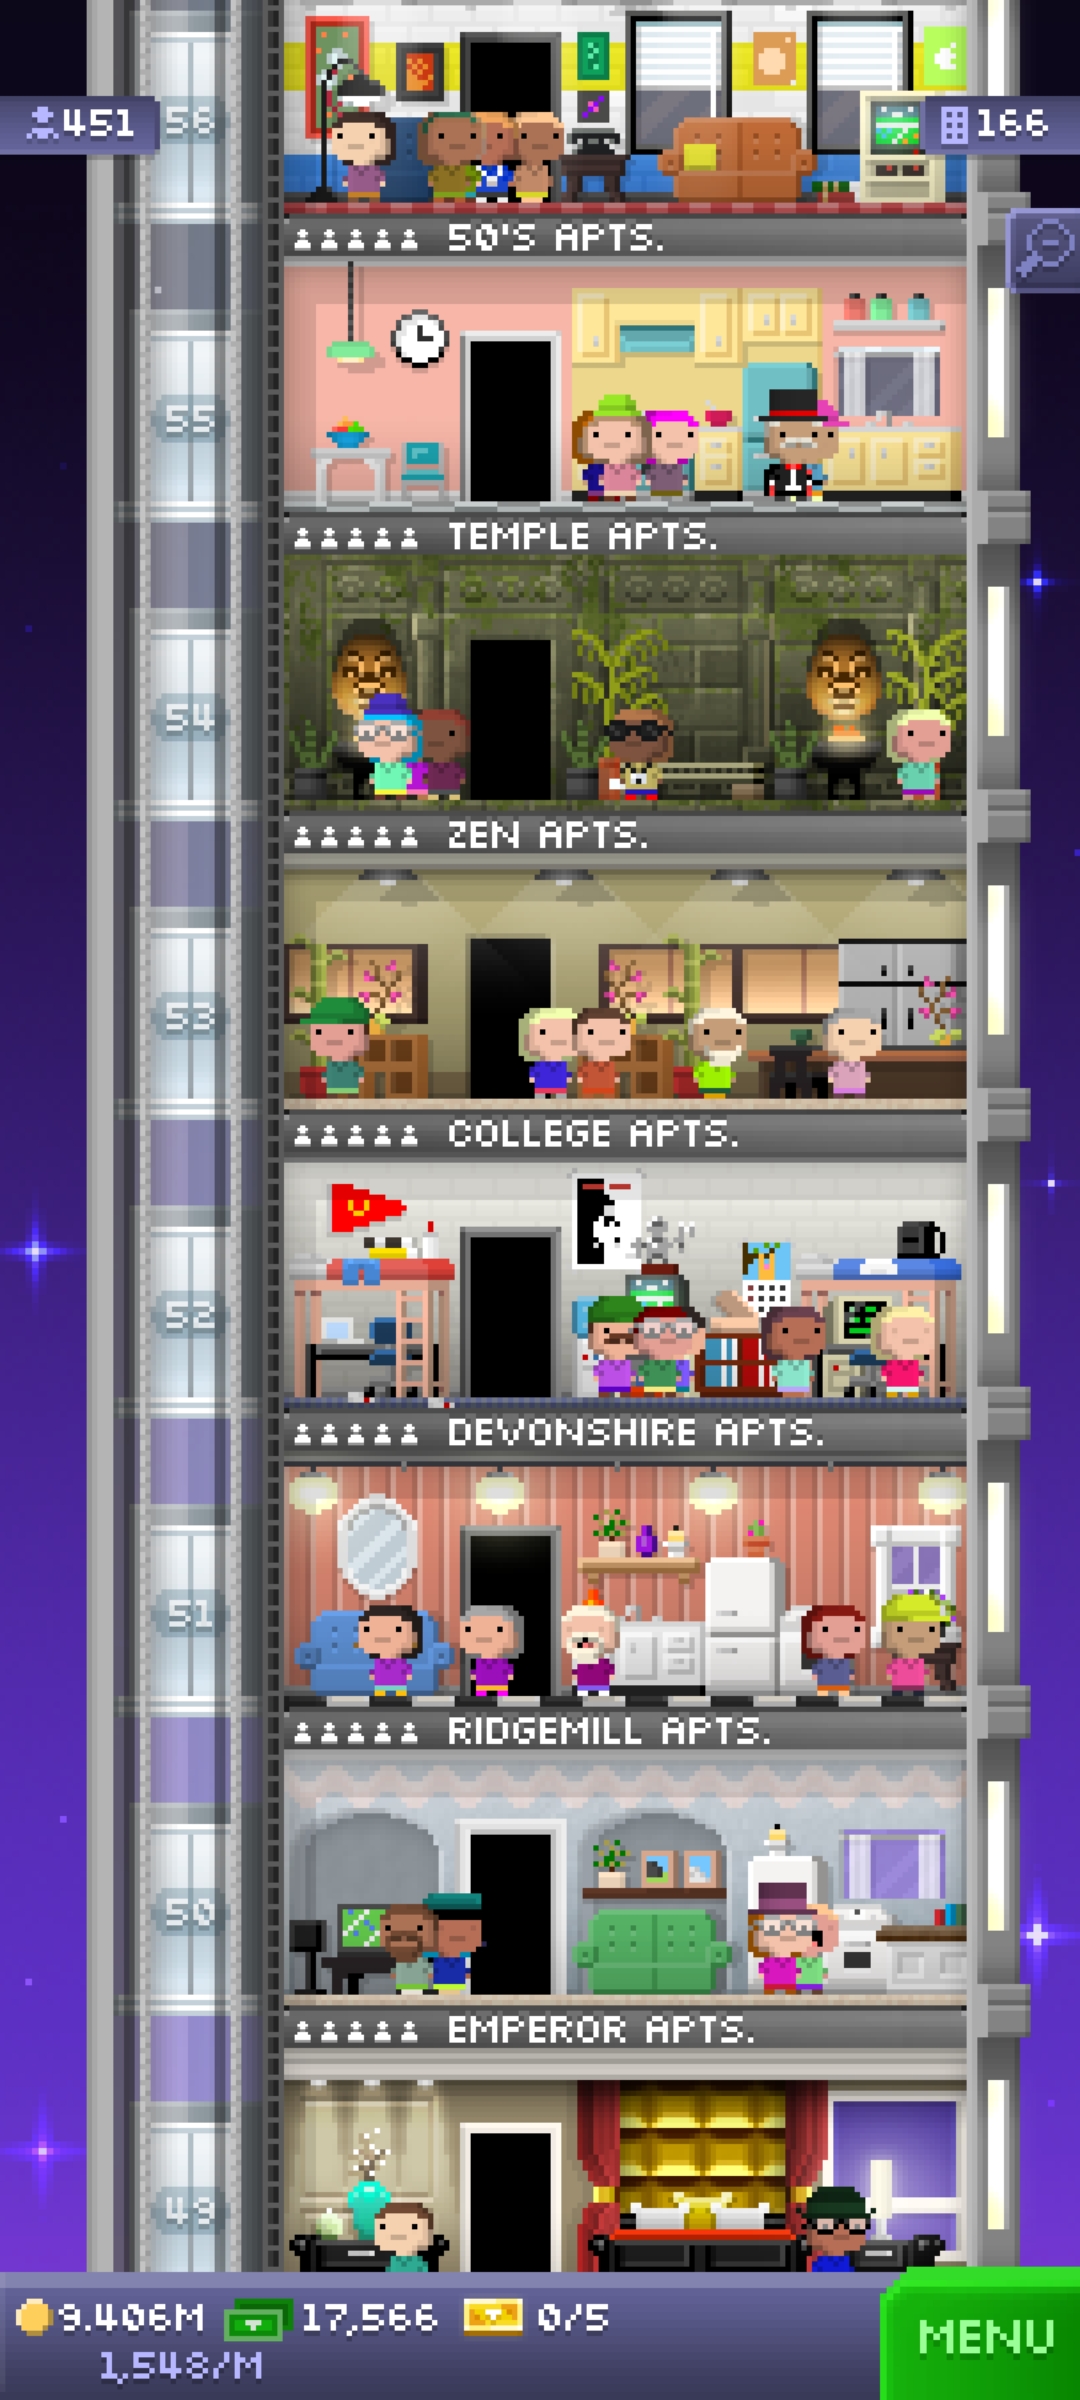 451 56 166
50'S APTS.
55
TEMPLE APTS.
54
ZEN APTS.
53
COLLEGE APTS.
52
DEVONSHIRE APTS.
51
RIDGEMILL APTS.
50
EMPEROR APTS.
49
9.406M 17,566 0/5
1,548/M
MENU